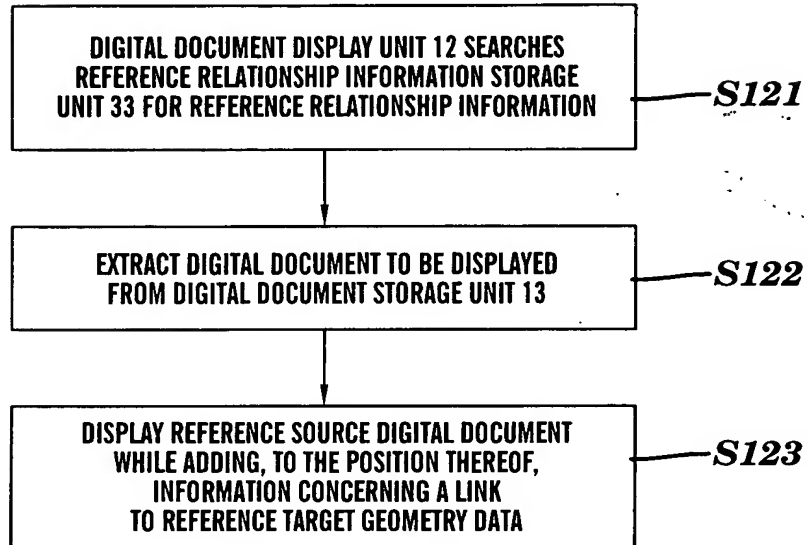 DIGITAL DOCUMENT DISPLAY UNIT 12 SEARCHES
REFERENCE RELATIONSHIP INFORMATION STORAGE
UNIT 33 FOR REFERENCE RELATIONSHIP INFORMATION
S121
EXTRACT DIGITAL DOCUMENT TO BE DISPLAYED
FROM DIGITAL DOCUMENT STORAGE UNIT 13
S122
DISPLAY REFERENCE SOURCE DIGITAL DOCUMENT
WHILE ADDING, TO THE POSITION THEREOF,
INFORMATION CONCERNING A LINK
TO REFERENCE TARGET GEOMETRY DATA
S123